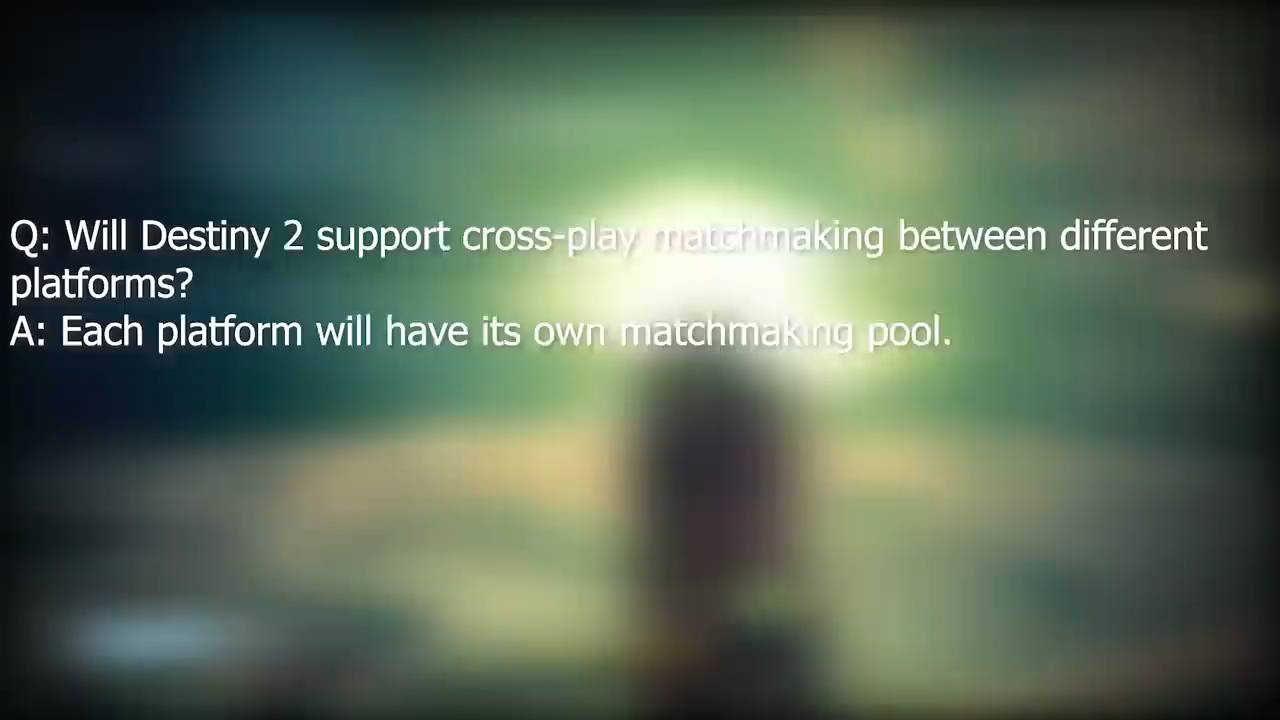 Q: Will Destiny 2 support cross-play matchmaking between different
platforms?
A: Each platform will have its own matchmaking pool.